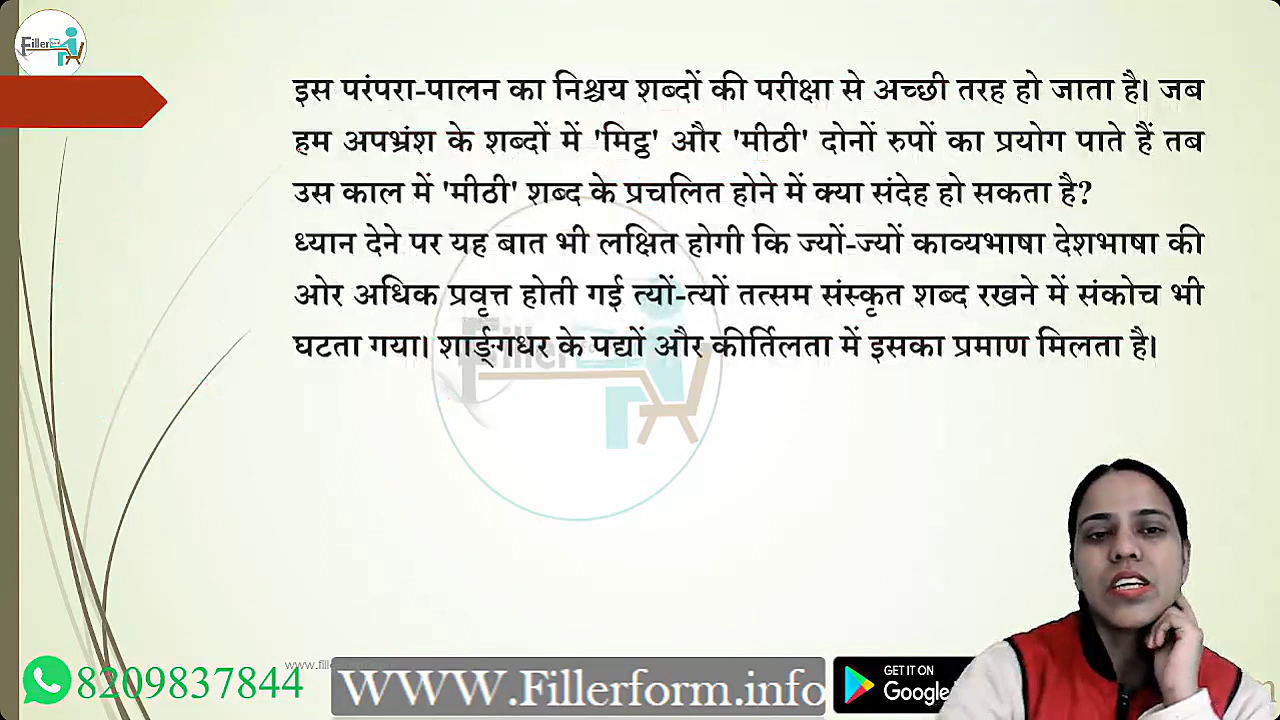 Filler
इस परंपरा-पालन का निश्चय शब्दों की परीक्षा से अच्छी तरह हो जाता है। जब
हम अपभ्रंश के शब्दों में 'मिट्ठ' और 'मीठी' दोनों रुपों का प्रयोग पाते हैं तब
उस काल में 'मीठी' शब्द के प्रचलित होने में क्या संदेह हो सकता है?
ध्यान देने पर यह बात भी लक्षित होगी कि ज्यों-ज्यों काव्यभाषा देशभाषा की
ओर अधिक प्रवृत्त होती गई त्यों-त्यों तत्सम संस्कृत शब्द रखने में संकोच भी
घटता गया। शार्ङ्गधर के पद्यों और कीर्तिलता में इसका प्रमाण मिलता है।
Filler
8209837844
WWW.Fillerform.info
GET IT ON
Google